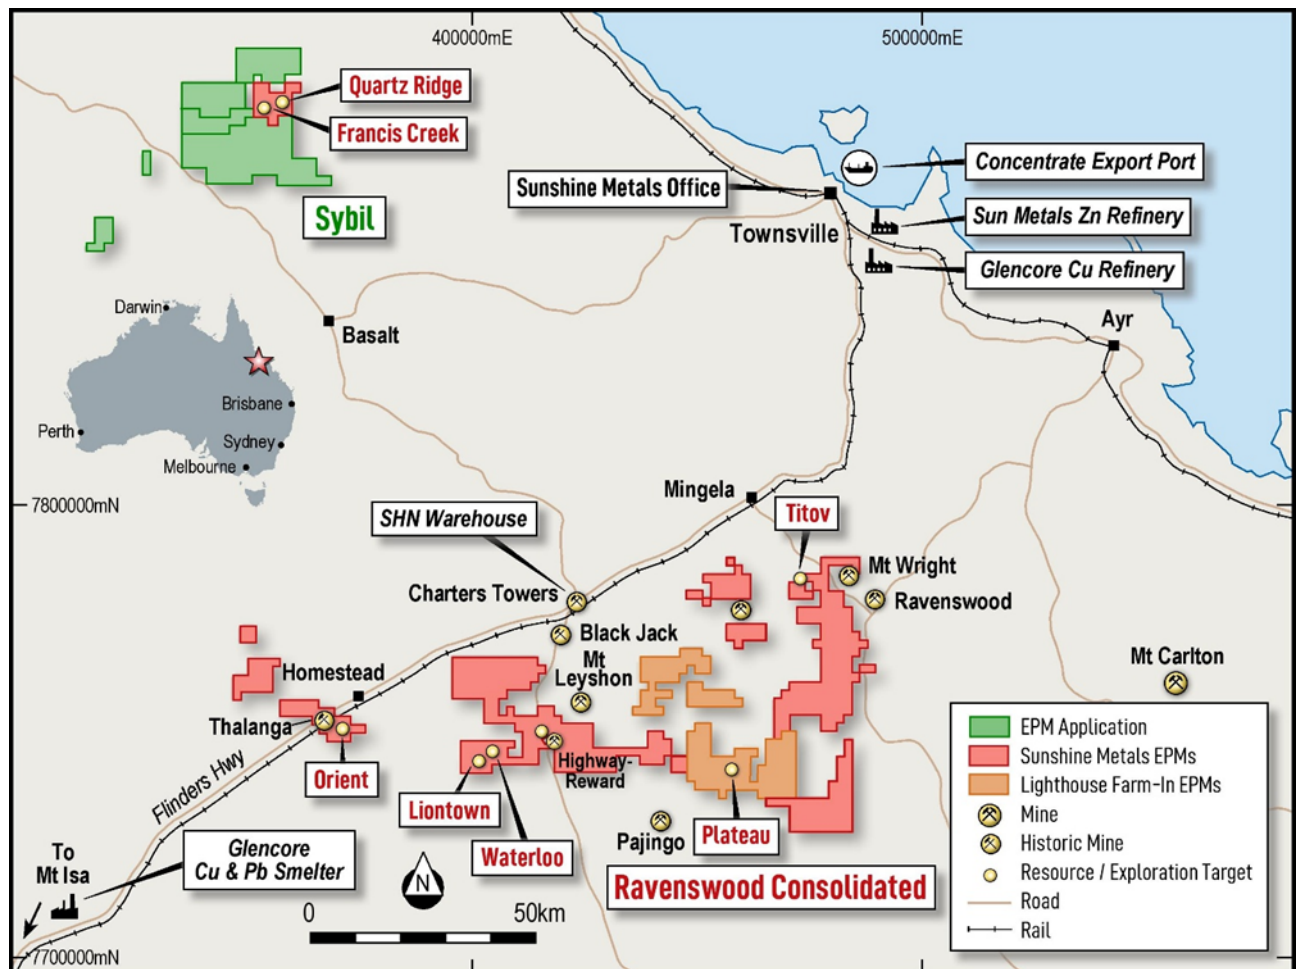 400000mE
500000mE
Quartz Ridge
Francis Creek
Sybil
Concentrate Export Port
Sunshine Metals Office
Sun Metals Zn Refinery
Townsville
Glencore Cu Refinery
Darwin
Basalt
Ayr
Brisbane
Perth
Sydney
Melbourne
7800000mN
Mingela
Titov
SHN Warehouse
Mt Wright
Charters Towers
Ravenswood
Black Jack
Mt
Leyshon
Mt Carlton
Homestead
Thalanga
Flinders Hwy
Orient
Highway-
Reward
Liontown
Waterloo
Pajingo
Plateau
Ravenswood Consolidated
To
Mt Isa
Glencore
Cu & Pb Smelter
N
0
50km
7700000mN
EPM Application
Sunshine Metals EPMs
Lighthouse Farm-In EPMs
Mine
Historic Mine
Resource / Exploration Target
Road
Rail